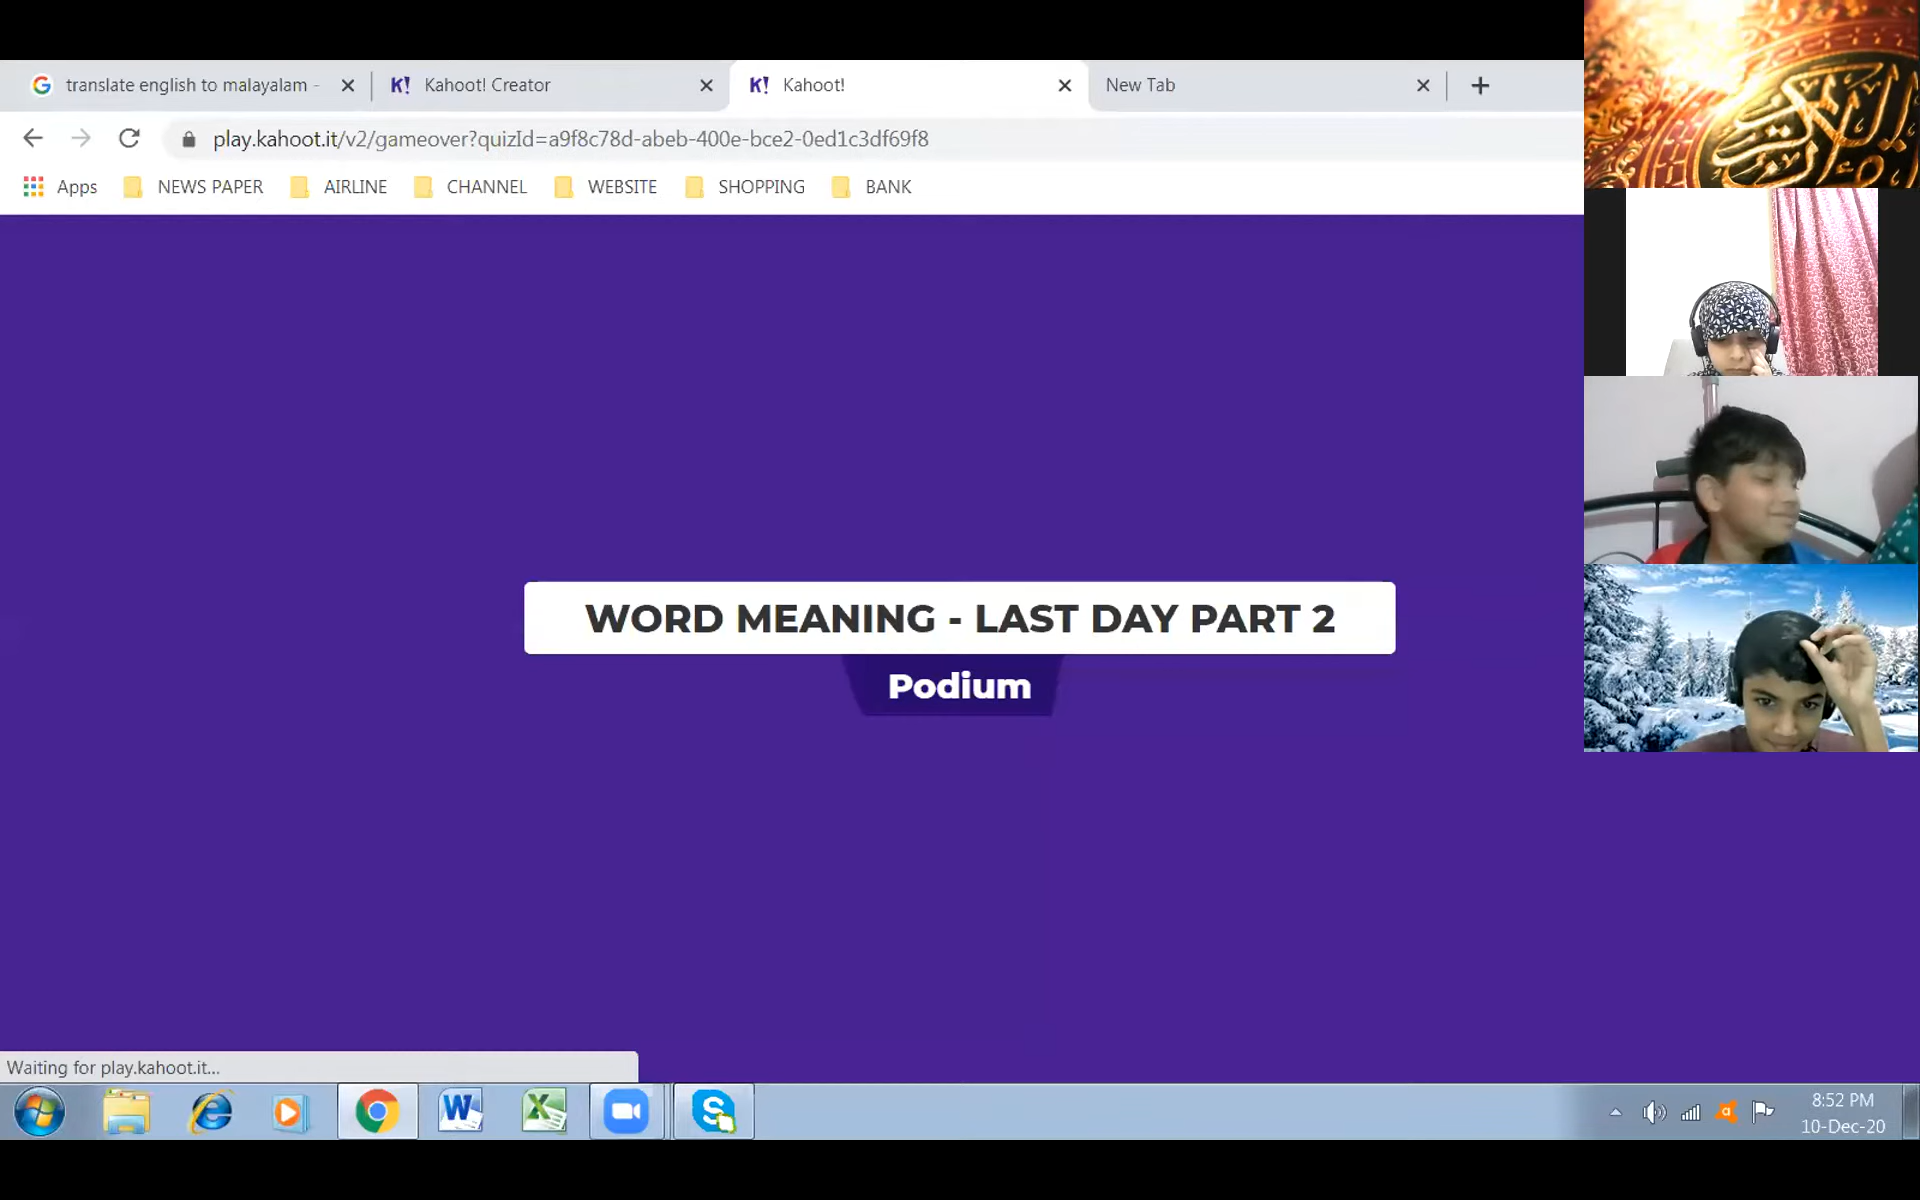 translate english to malayalam -
K! Kahoot! Creator
K! Kahoot!
New Tab
play.kahoot.it/v2/gameover?quizId=a9f8c78d-abeb-400e-bce2-0ed1c3df69f8
Apps NEWS PAPER AIRLINE CHANNEL WEBSITE SHOPPING BANK
WORD MEANING - LAST DAY PART 2
Podium
Waiting for play.kahoot.it...
8:52 PM
10-Dec-20